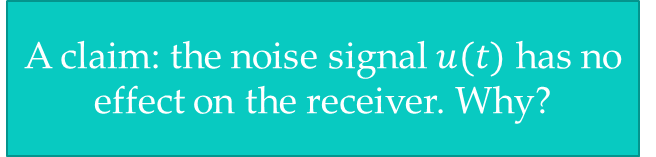 A claim: the noise signal u(t) has no
effect on the receiver. Why?